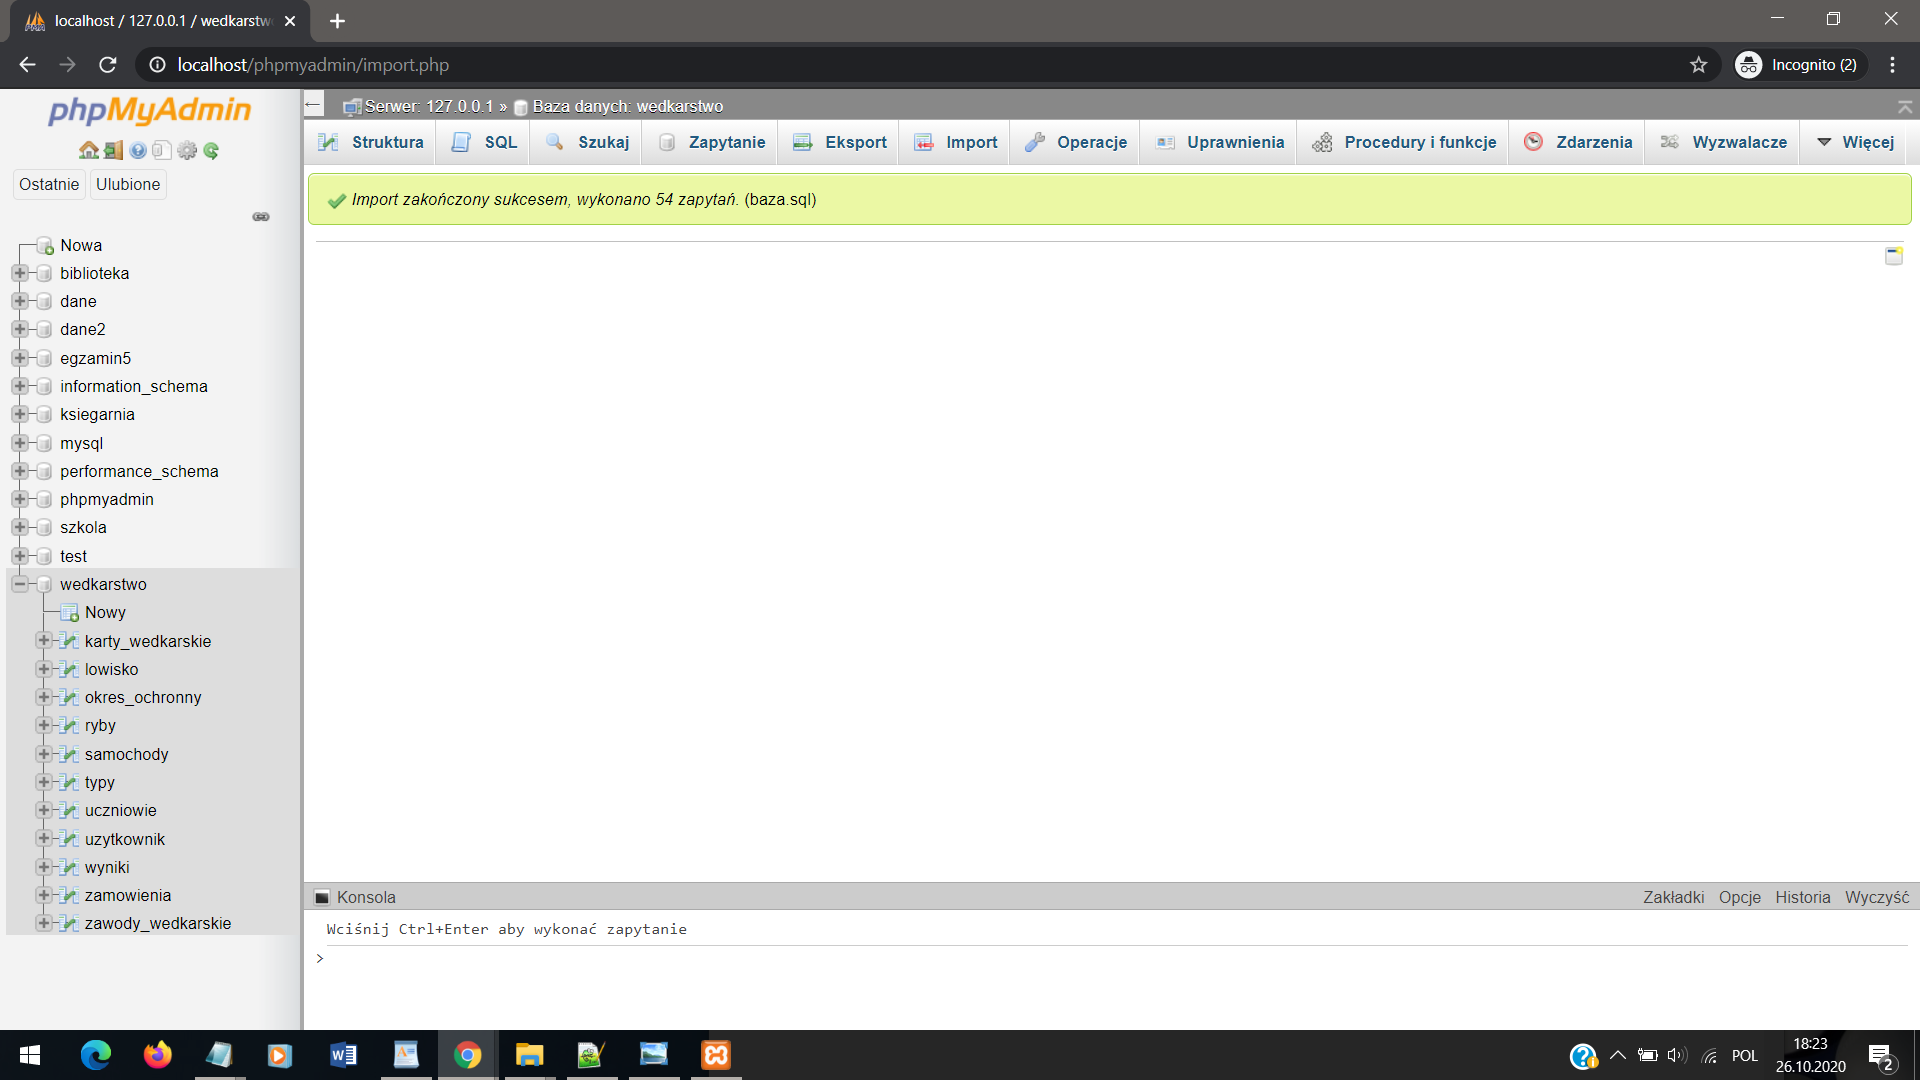 localhost / 127.0.0.1 / wedkarstwo
localhost/phpmyadmin/import.php
Incognito (2)
phpMyAdmin
Ostatnie
Ulubione
Nowa
biblioteka
dane
dane2
egzamin5
information_schema
ksiegarnia
mysql
performance_schema
phpmyadmin
szkola
test
wedkarstwo
Nowy
karty_wedkarskie
lowisko
okres_ochronny
ryby
samochody
typy
uczniowie
uzytkownik
wyniki
zamowienia
zawody_wedkarskie
Serwer: 127.0.0.1 » Baza danych: wedkarstwo
Struktura
SQL
Szukaj
Zapytanie
Eksport
Import
Operacje
Uprawnienia
Procedury i funkcje
Zdarzenia
Wyzwalacze
Więcej
Import zakończony sukcesem, wykonano 54 zapytań. (baza.sql)
Konsola
Zakładki
Opcje
Historia
Wyczyść
Wciśnij Ctrl+Enter aby wykonać zapytanie
>
POL
18:23
26.10.2020
2